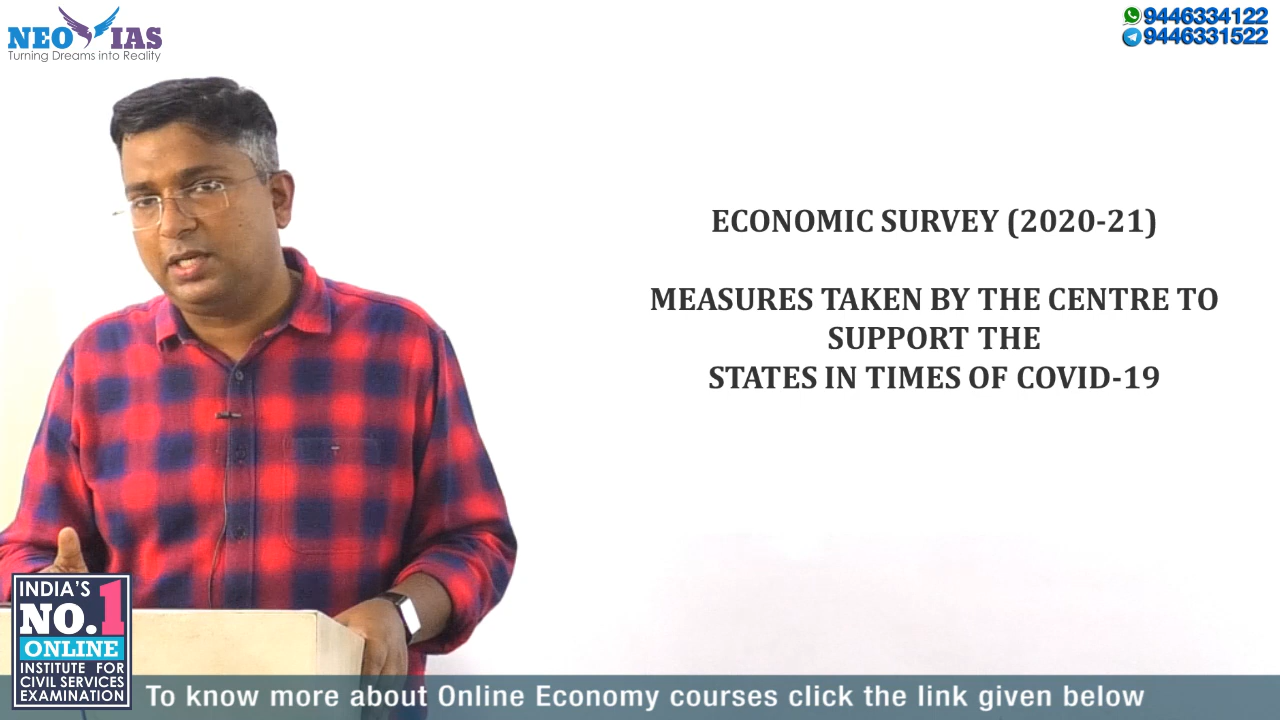 NEO IAS
Turning Dreams into Reality
9446334122
9446331522
ECONOMIC SURVEY (2020-21)
MEASURES TAKEN BY THE CENTRE TO
SUPPORT THE
STATES IN TIMES OF COVID-19
INDIA'S
NO.1
ONLINE
INSTITUTE FOR
CIVIL SERVICES
EXAMINATION
To know more about Online Economy courses click the link given below